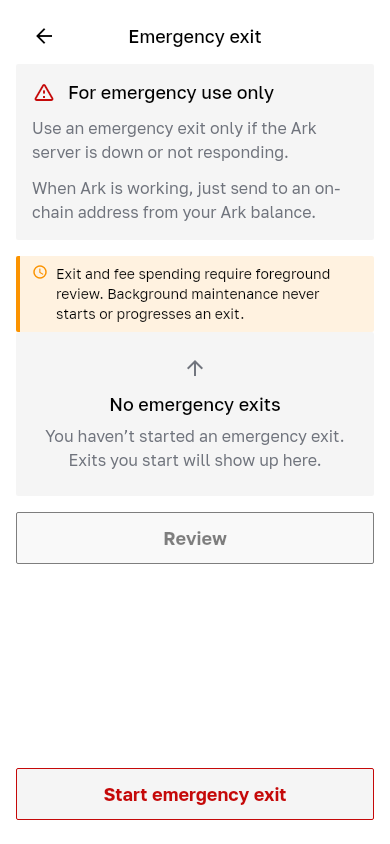 Emergency exit
For emergency use only
Use an emergency exit only if the Ark
server is down or not responding.
When Ark is working, just send to an on-
chain address from your Ark balance.
Exit and fee spending require foreground
review. Background maintenance never
starts or progresses an exit.
No emergency exits
You haven’t started an emergency exit.
Exits you start will show up here.
Review
Start emergency exit